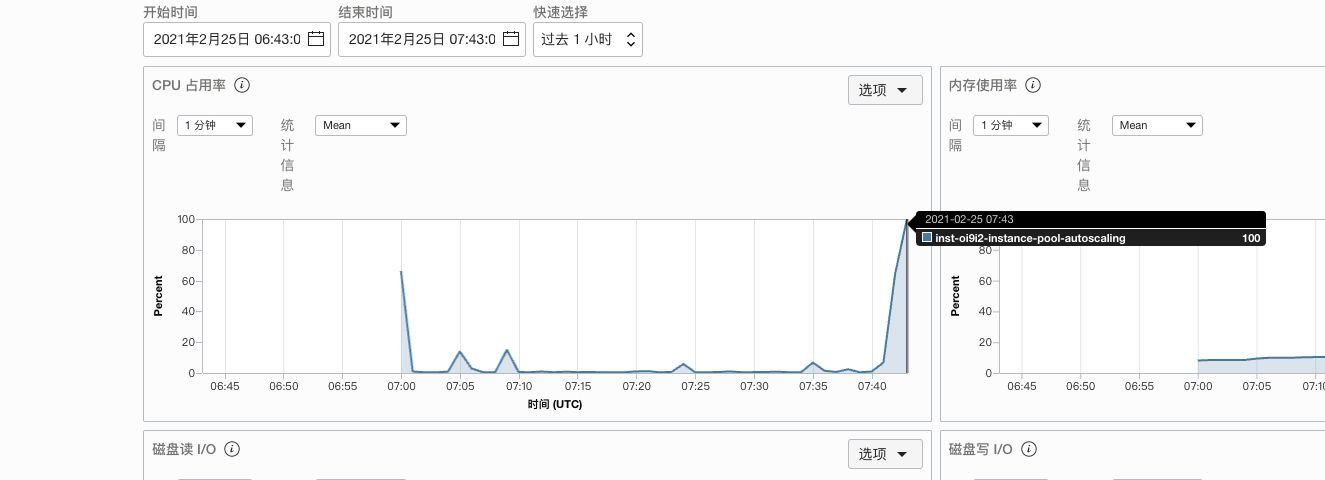 开始时间 结束时间 快速选择
2021年2月25日 06:43:0 2021年2月25日 07:43:0 过去 1 小时
CPU 占用率 选项 内存使用率
间隔 1 分钟 统计信息 Mean 间隔 1 分钟 统计信息 Mean
100
80
60
40
20
0
Percent
06:45 06:50 06:55 07:00 07:05 07:10 07:15 07:20 07:25 07:30 07:35 07:40
时间 (UTC)
2021-02-25 07:43
inst-oi9i2-instance-pool-autoscaling 100
80
60
40
20
0
Percent
06:45 06:50 06:55 07:00 07:05 07:10
磁盘读 I/O 选项 磁盘写 I/O